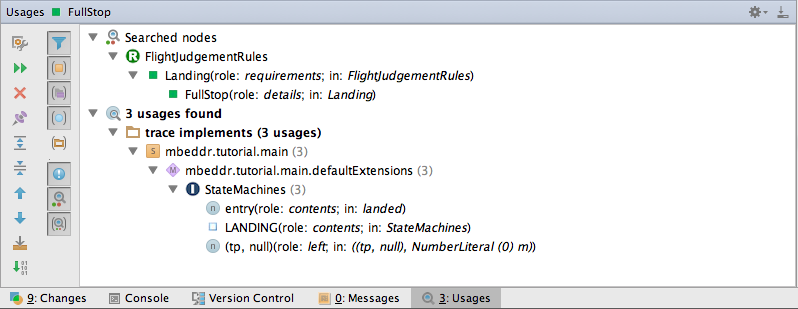 Usages FullStop
Searched nodes
R FlightJudgementRules
Landing(role: requirements; in: FlightJudgementRules)
FullStop(role: details; in: Landing)
3 usages found
trace implements (3 usages)
S mbeddr.tutorial.main (3)
M mbeddr.tutorial.main.defaultExtensions (3)
I StateMachines (3)
n entry(role: contents; in: landed)
LANDING(role: contents; in: StateMachines)
n (tp, null)(role: left; in: ((tp, null), NumberLiteral (0) m))
9: Changes Console Version Control 0: Messages 3: Usages